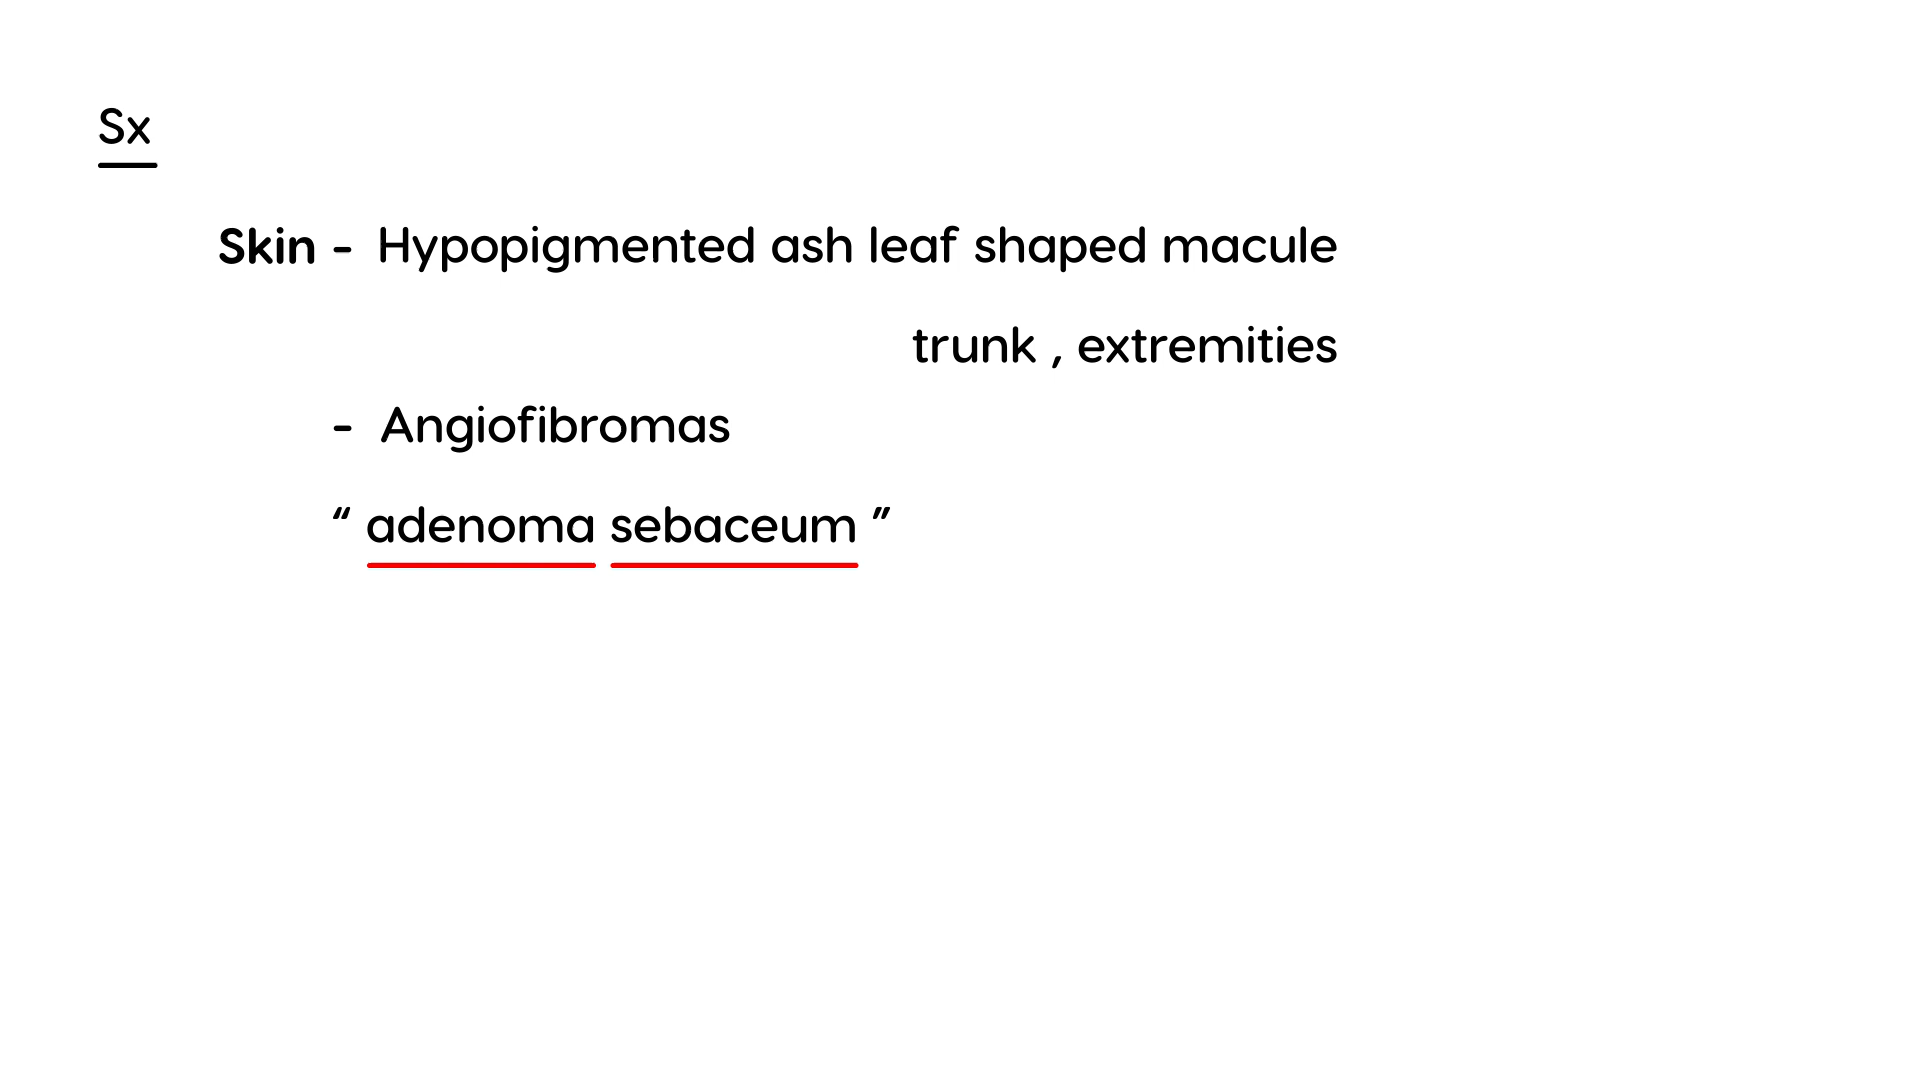 Sx
Skin - Hypopigmented ash leaf shaped macule
trunk , extremities
- Angiofibromas
“ adenoma sebaceum ”